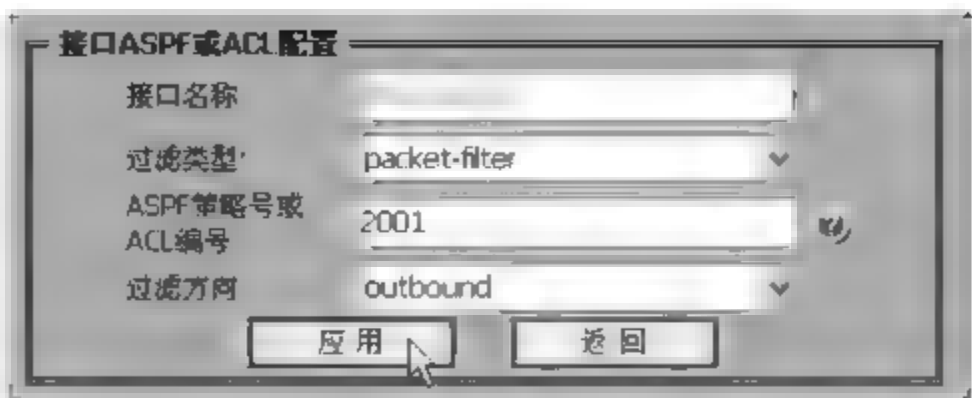 接口ASPF或ACL配置
接口名称
过滤类型
packet-filter
ASPF策略号或
ACL编号
2001
过滤方向
outbound
应用
返回